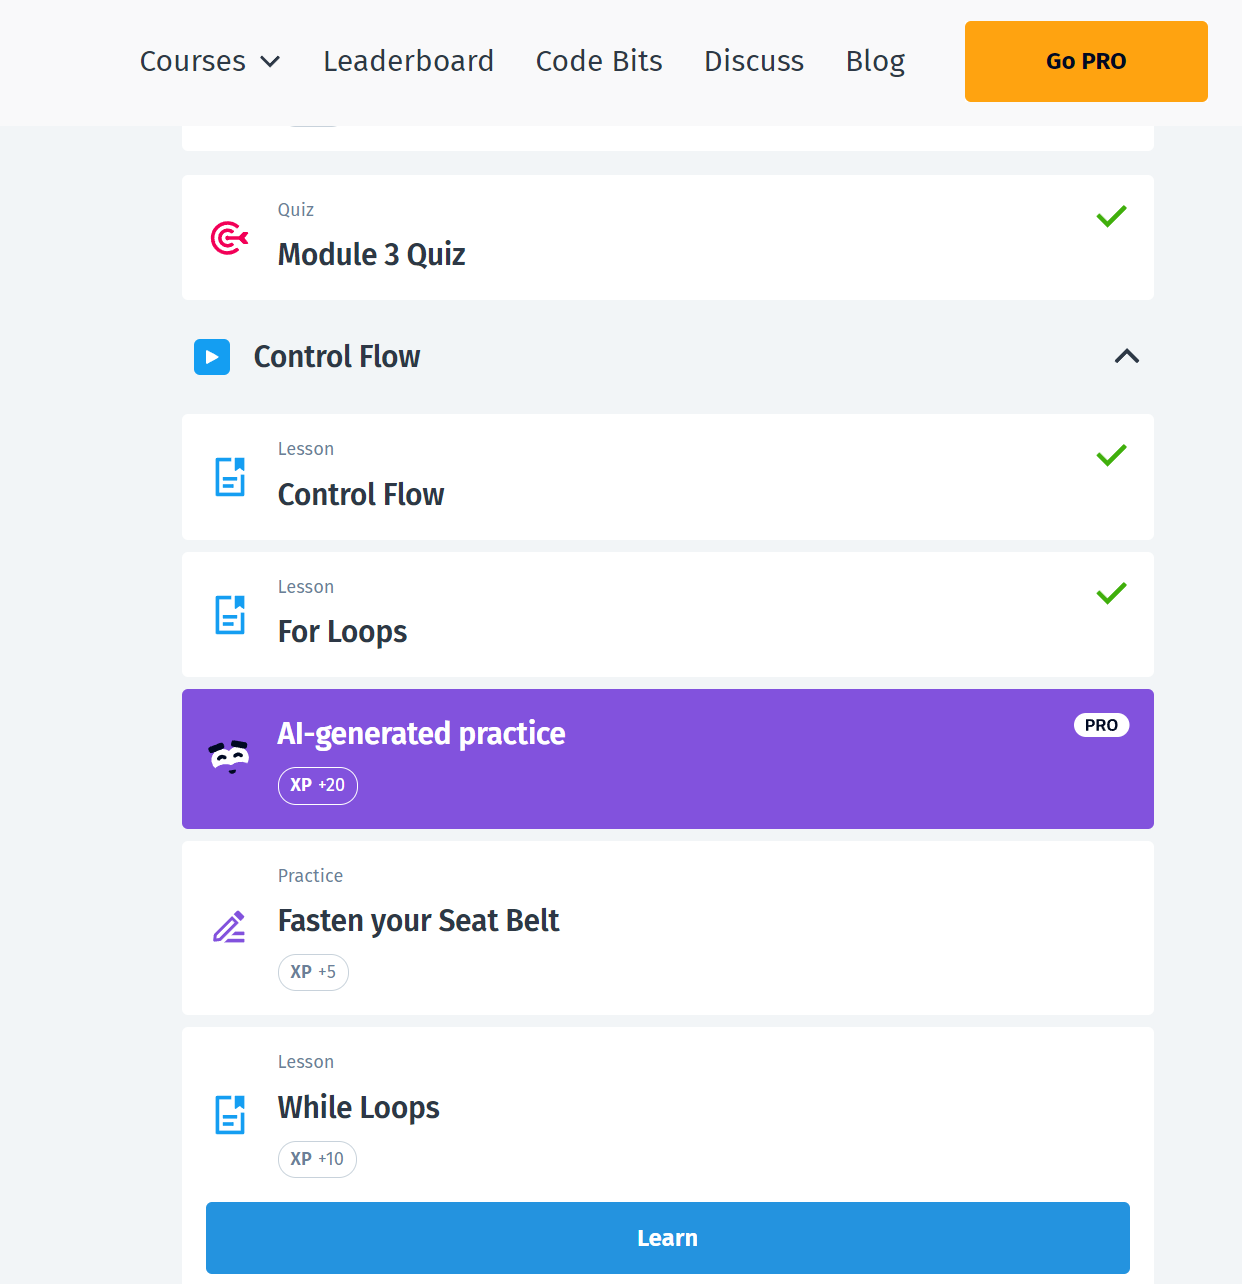 Courses Leaderboard Code Bits Discuss Blog Go PRO
Quiz
Module 3 Quiz
Control Flow
Lesson
Control Flow
Lesson
For Loops
AI-generated practice PRO
XP +20
Practice
Fasten your Seat Belt
XP +5
Lesson
While Loops
XP +10
Learn